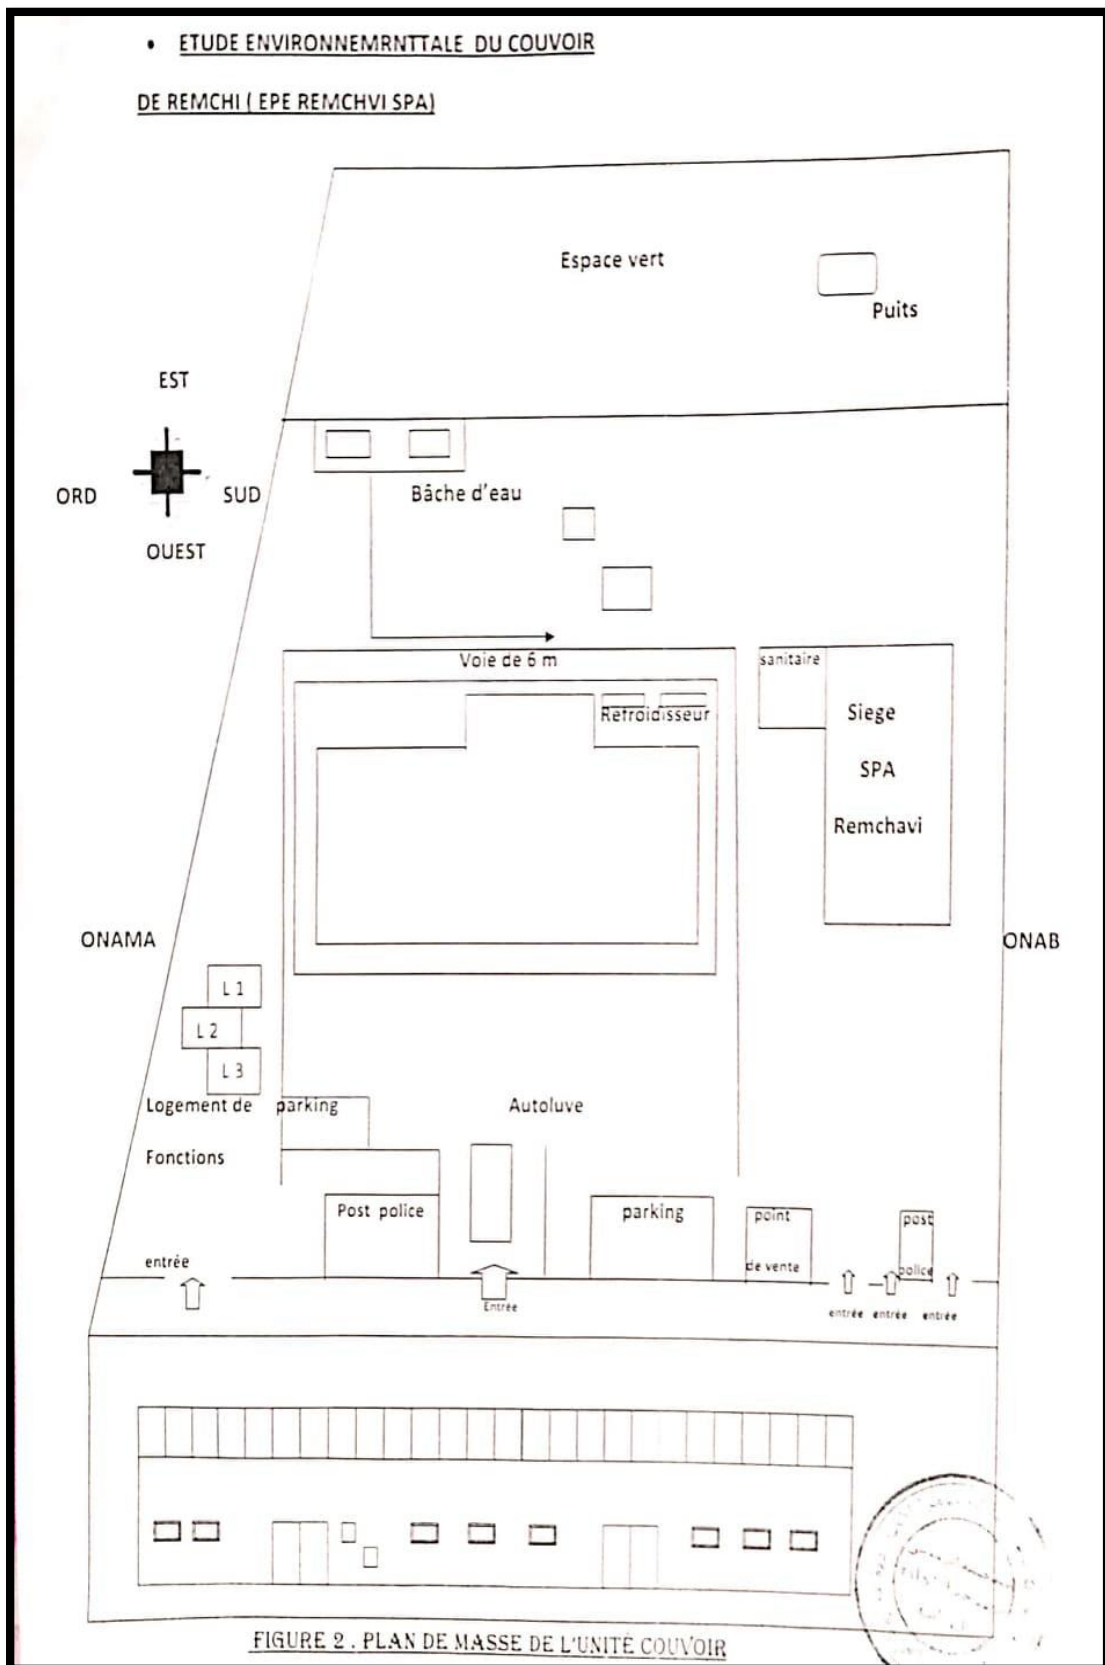 • ETUDE ENVIRONNEMRNTTALE DU COUVOIR
DE REMCHI ( EPE REMCHVI SPA)
Espace vert
Puits
EST
ORD
SUD
OUEST
Bâche d'eau
Voie de 6 m
sanitaire
Refroidisseur
Siege
SPA
Remchavi
ONAMA
ONAB
L 1
L 2
L 3
Logement de
parking
Autoluve
Fonctions
Post police
parking
point
post
entrée
de vente
police
Entrée
entrée entrée entrée
FIGURE 2 . PLAN DE MASSE DE L'UNITÉ COUVOIR